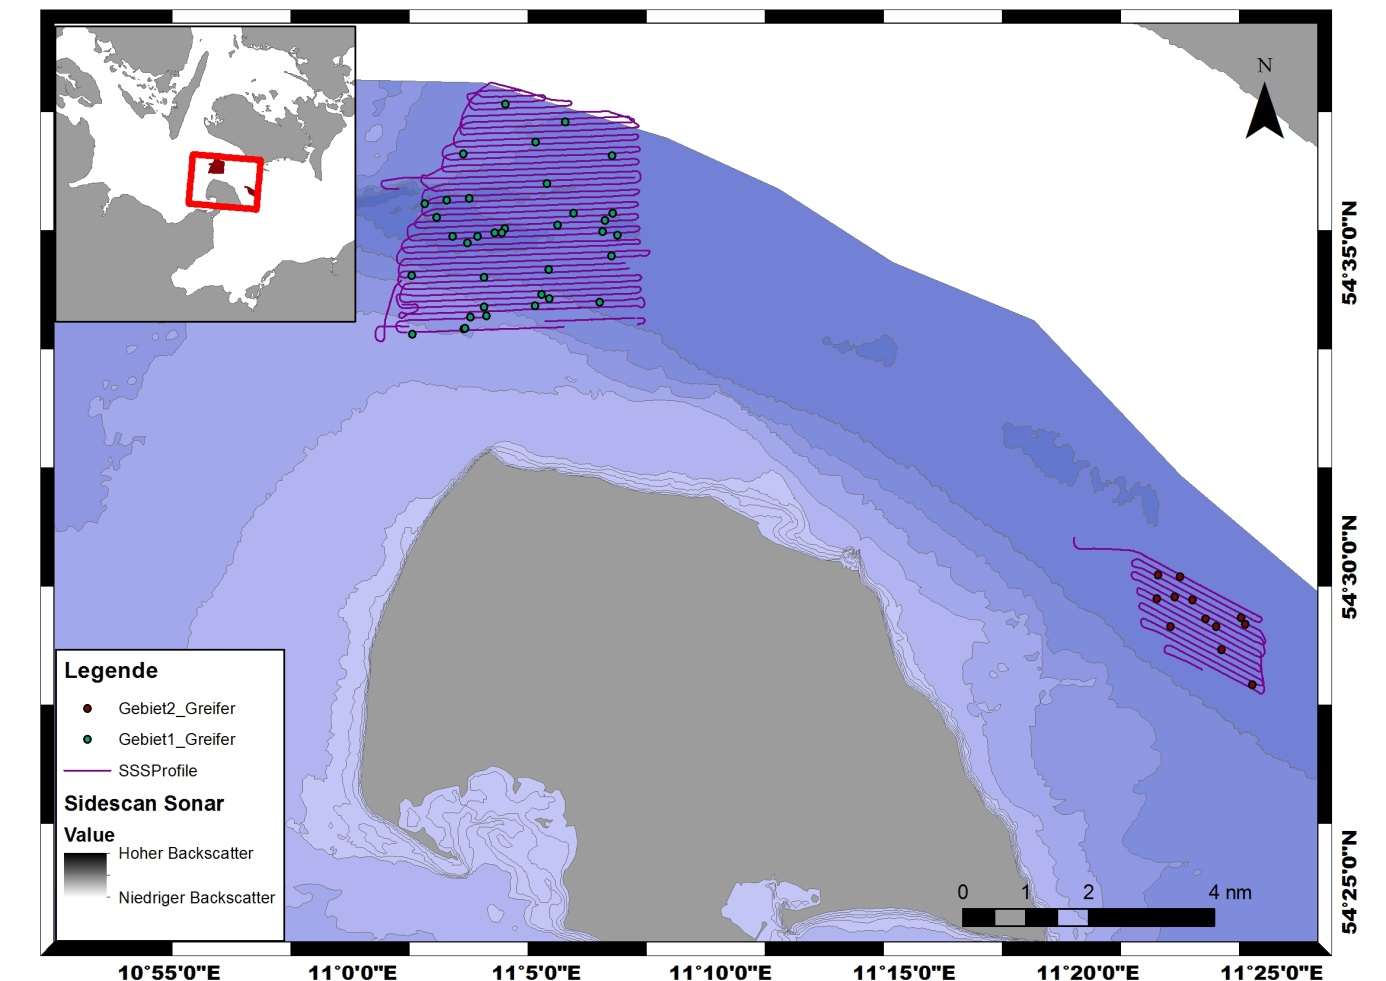 N
54°35'0"N
54°30'0"N
54°25'0"N
Legende
Gebiet2_Greifer
Gebiet1_Greifer
SSSProfile
Sidescan Sonar
Value
Hoher Backscatter
Niedriger Backscatter
0 1 2 4 nm
10°55'0"E 11°0'0"E 11°5'0"E 11°10'0"E 11°15'0"E 11°20'0"E 11°25'0"E